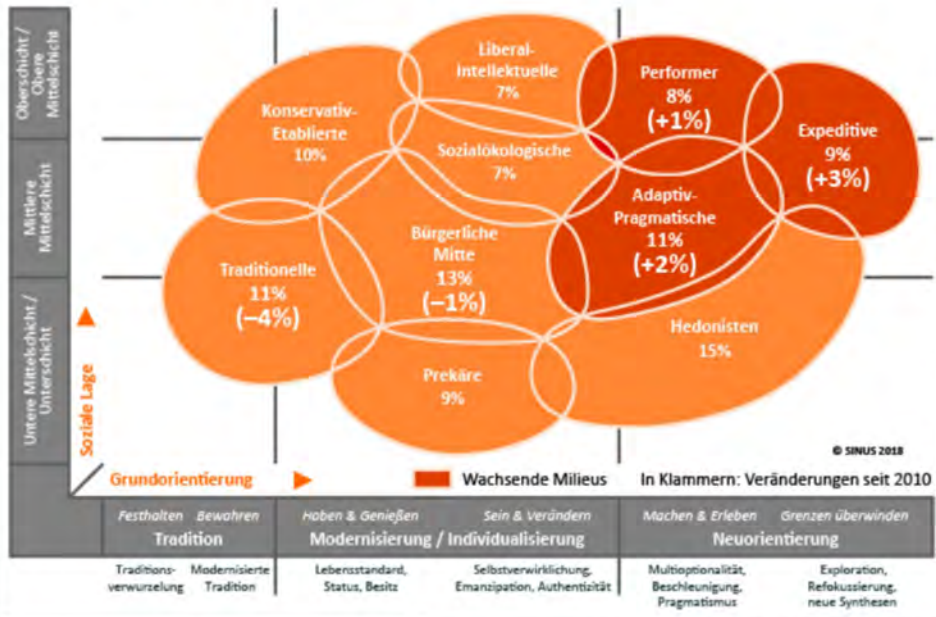 Oberschicht /
Obere
Mittelschicht
Mittlere
Mittelschicht
Untere Mittelschicht /
Unterschicht
Soziale Lage
Liberal-
Intellektuelle
7%
Performer
8%
(+1%)
Konservativ-
Etablierte
10%
Expeditive
9%
(+3%)
Sozialökologische
7%
Adaptiv-
Pragmatische
11%
(+2%)
Bürgerliche
Mitte
13%
(–1%)
Traditionelle
11%
(–4%)
Hedonisten
15%
Prekäre
9%
© SINUS 2018
Grundorientierung
Wachsende Milieus
In Klammern: Veränderungen seit 2010
Festhalten Bewahren
Tradition
Haben & Genießen Sein & Verändern
Modernisierung / Individualisierung
Machen & Erleben Grenzen überwinden
Neuorientierung
Traditions-
verwurzelung
Modernisierte
Tradition
Lebensstandard,
Status, Besitz
Selbstverwirklichung,
Emanzipation, Authentizität
Multioptionalität,
Beschleunigung,
Pragmatismus
Exploration,
Refokussierung,
neue Synthesen